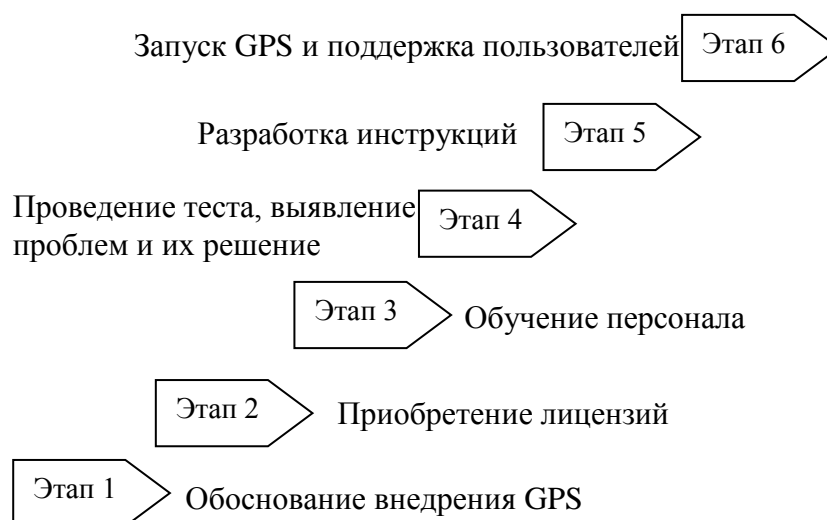 Запуск GPS и поддержка пользователей Этап 6
Разработка инструкций Этап 5
Проведение теста, выявление Этап 4
проблем и их решение
Этап 3 Обучение персонала
Этап 2 Приобретение лицензий
Этап 1 Обоснование внедрения GPS